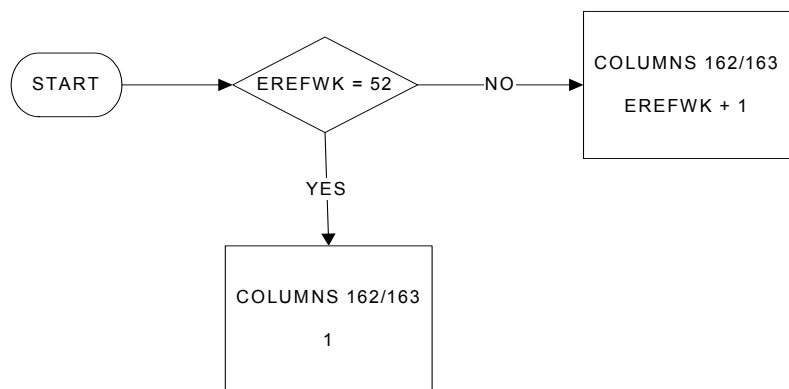 START
EREFWK = 52
NO
COLUMNS 162/163
EREFWK + 1
YES
COLUMNS 162/163
1